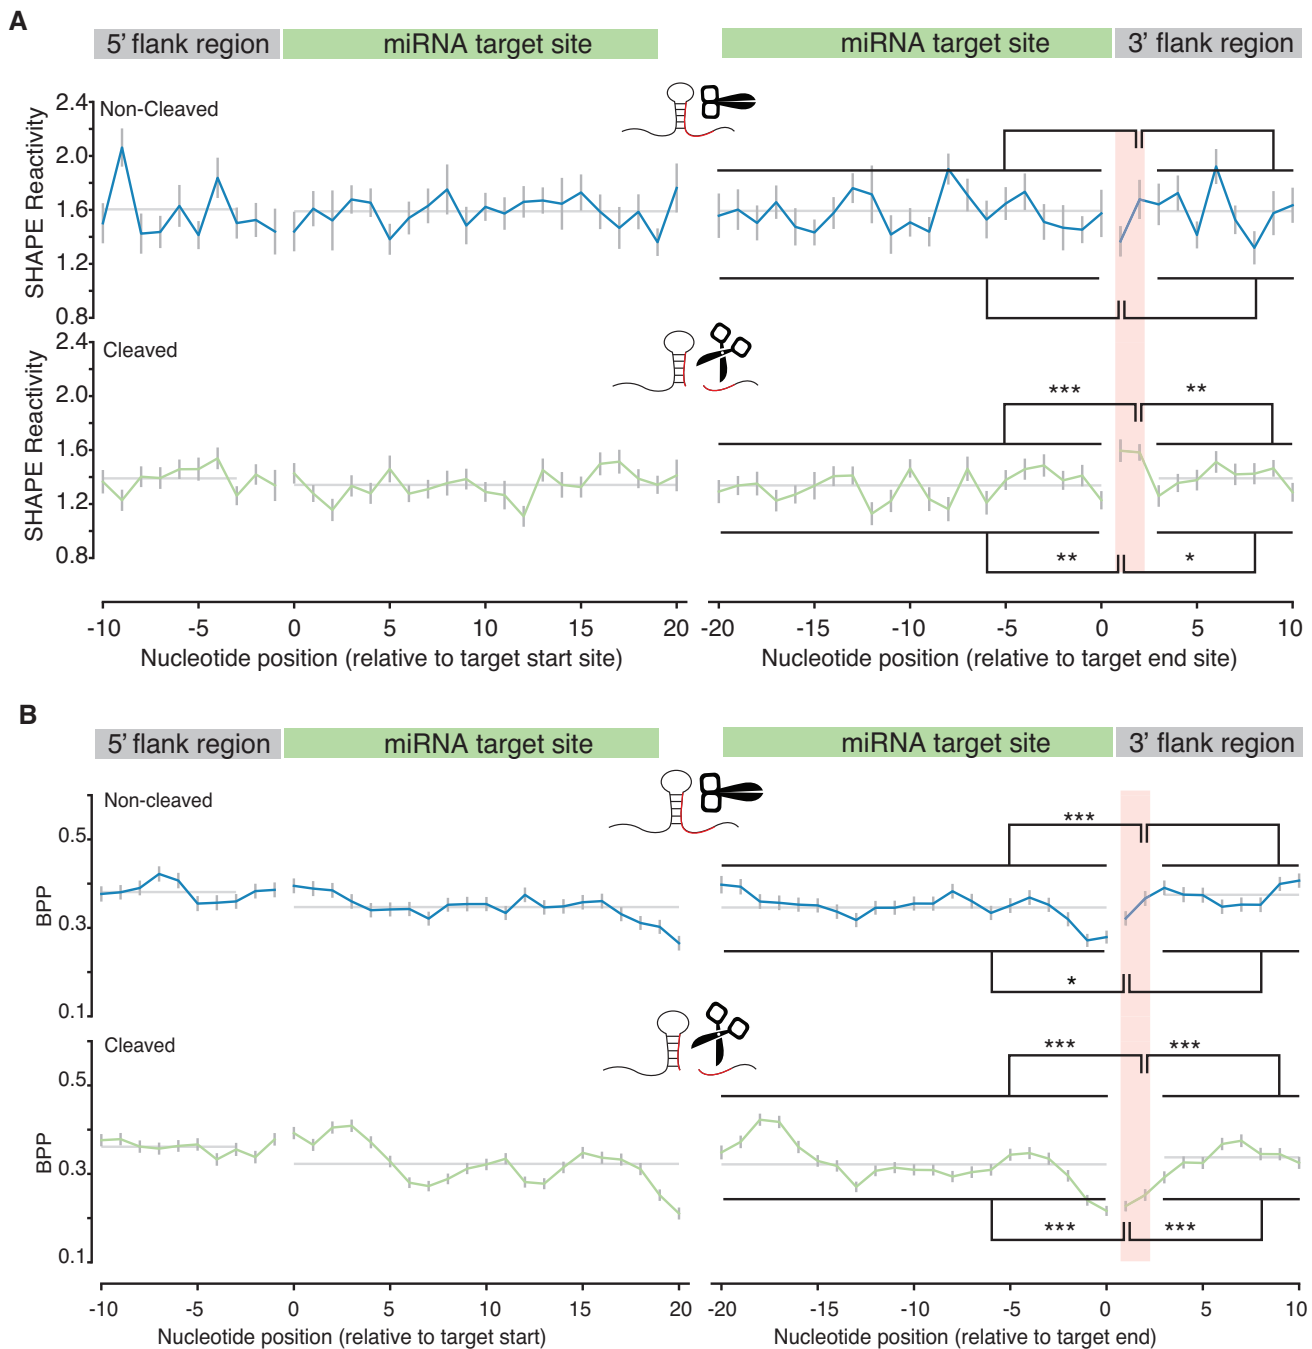 A
5’ flank region miRNA target site miRNA target site 3’ flank region
2.4 Non-Cleaved
2.0
1.6
1.2
0.8
SHAPE Reactivity
2.4 Cleaved
2.0 *** **
1.6
1.2
0.8 ** *
SHAPE Reactivity
-10 -5 0 5 10 15 20 -20 -15 -10 -5 0 5 10
Nucleotide position (relative to target start site) Nucleotide position (relative to target end site)
B
5’ flank region miRNA target site miRNA target site 3’ flank region
Non-cleaved
0.5 ***
0.3
0.1 *
BPP
Cleaved *** ***
0.5
0.3
0.1 *** ***
BPP
-10 -5 0 5 10 15 20 -20 -15 -10 -5 0 5 10
Nucleotide position (relative to target start) Nucleotide position (relative to target end)